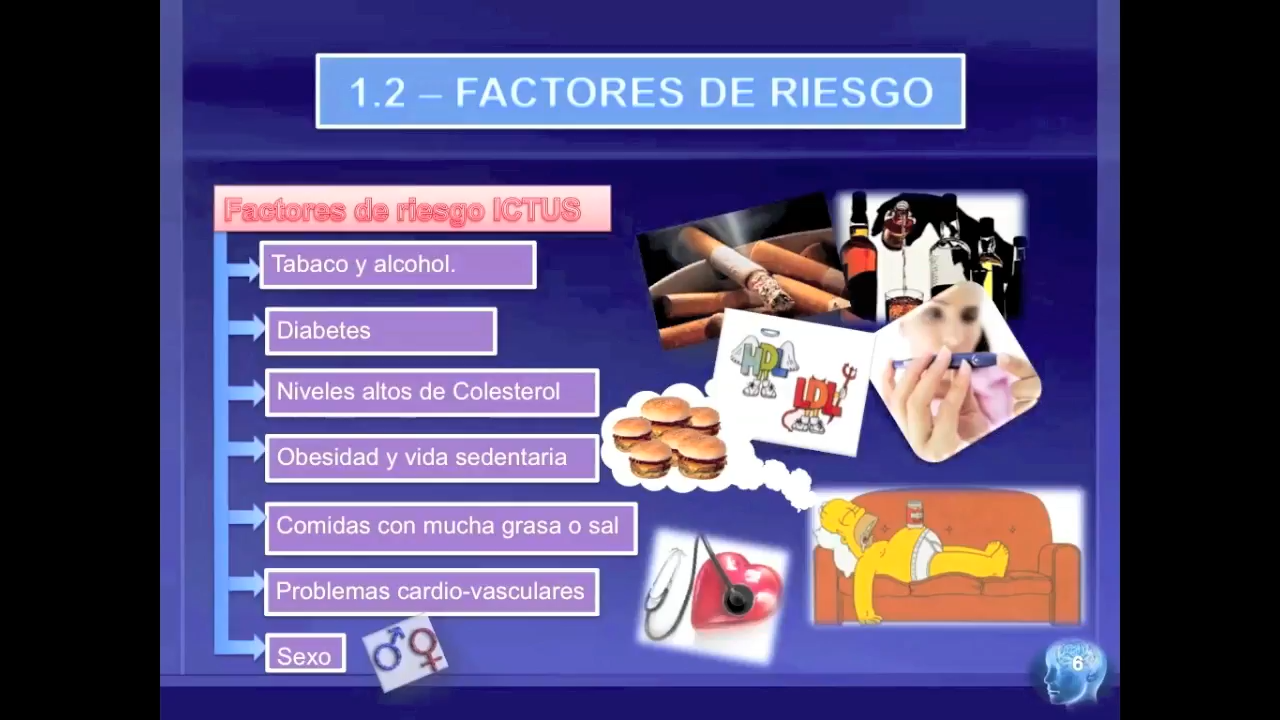 1.2 – FACTORES DE RIESGO
Factores de riesgo ICTUS
Tabaco y alcohol.
Diabetes
Niveles altos de Colesterol
Obesidad y vida sedentaria
Comidas con mucha grasa o sal
Problemas cardio-vasculares
Sexo
HDL
LDL
6